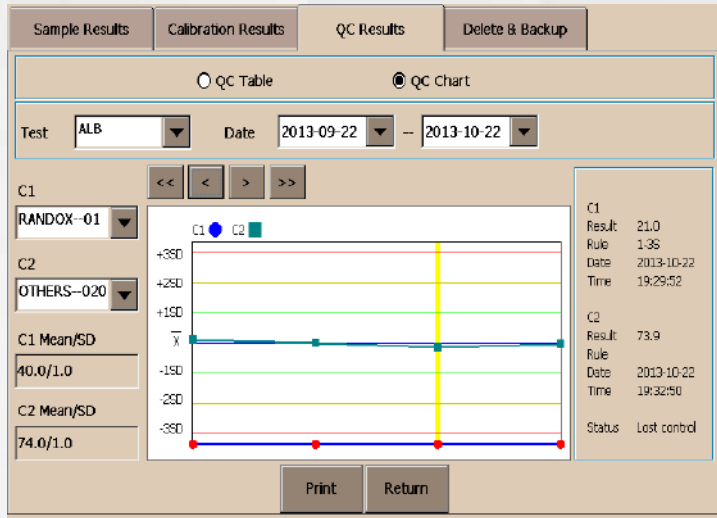 Sample Results Calibration Results QC Results Delete & Backup
QC Table QC Chart
Test ALB Date 2013-09-22 -- 2013-10-22
<< < > >>
C1
RANDOX--01
C2
OTHERS--020
C1 Mean/SD
40.0/1.0
C2 Mean/SD
74.0/1.0
C1 C2
+3SD
+2SD
+1SD
X
-1SD
-2SD
-3SD
C1
Result 21.0
Rule 1-3S
Date 2013-10-22
Time 19:29:52
C2
Result 73.9
Rule
Date 2013-10-22
Time 19:32:50
Status Lost control
Print Return